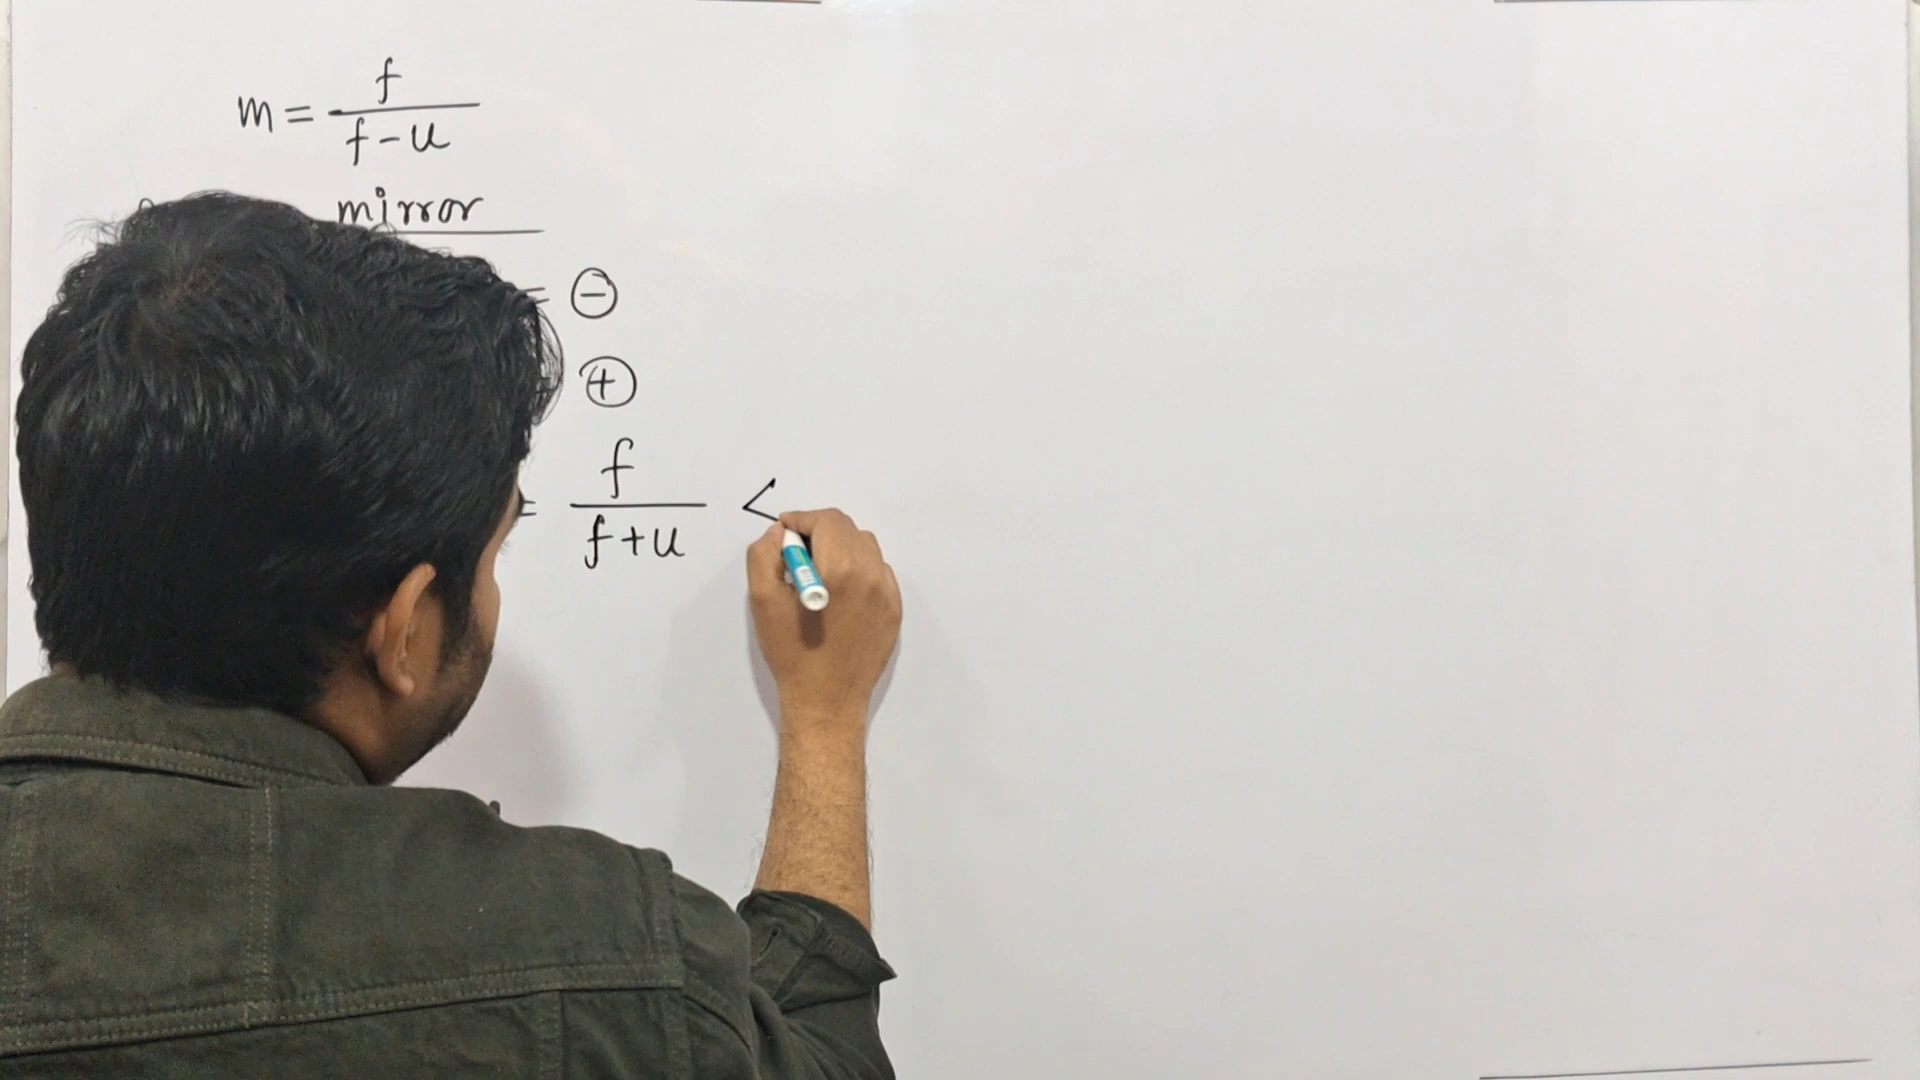 m = f / (f - u)
mirror
= ⊖
⊕
= f / (f + u) <